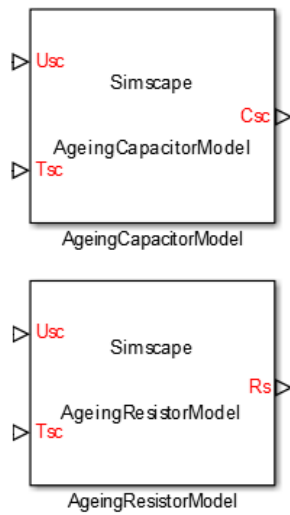 Usc
Simscape
Csc
AgeingCapacitorModel
Tsc
AgeingCapacitorModel
Usc
Simscape
Rs
AgeingResistorModel
Tsc
AgeingResistorModel